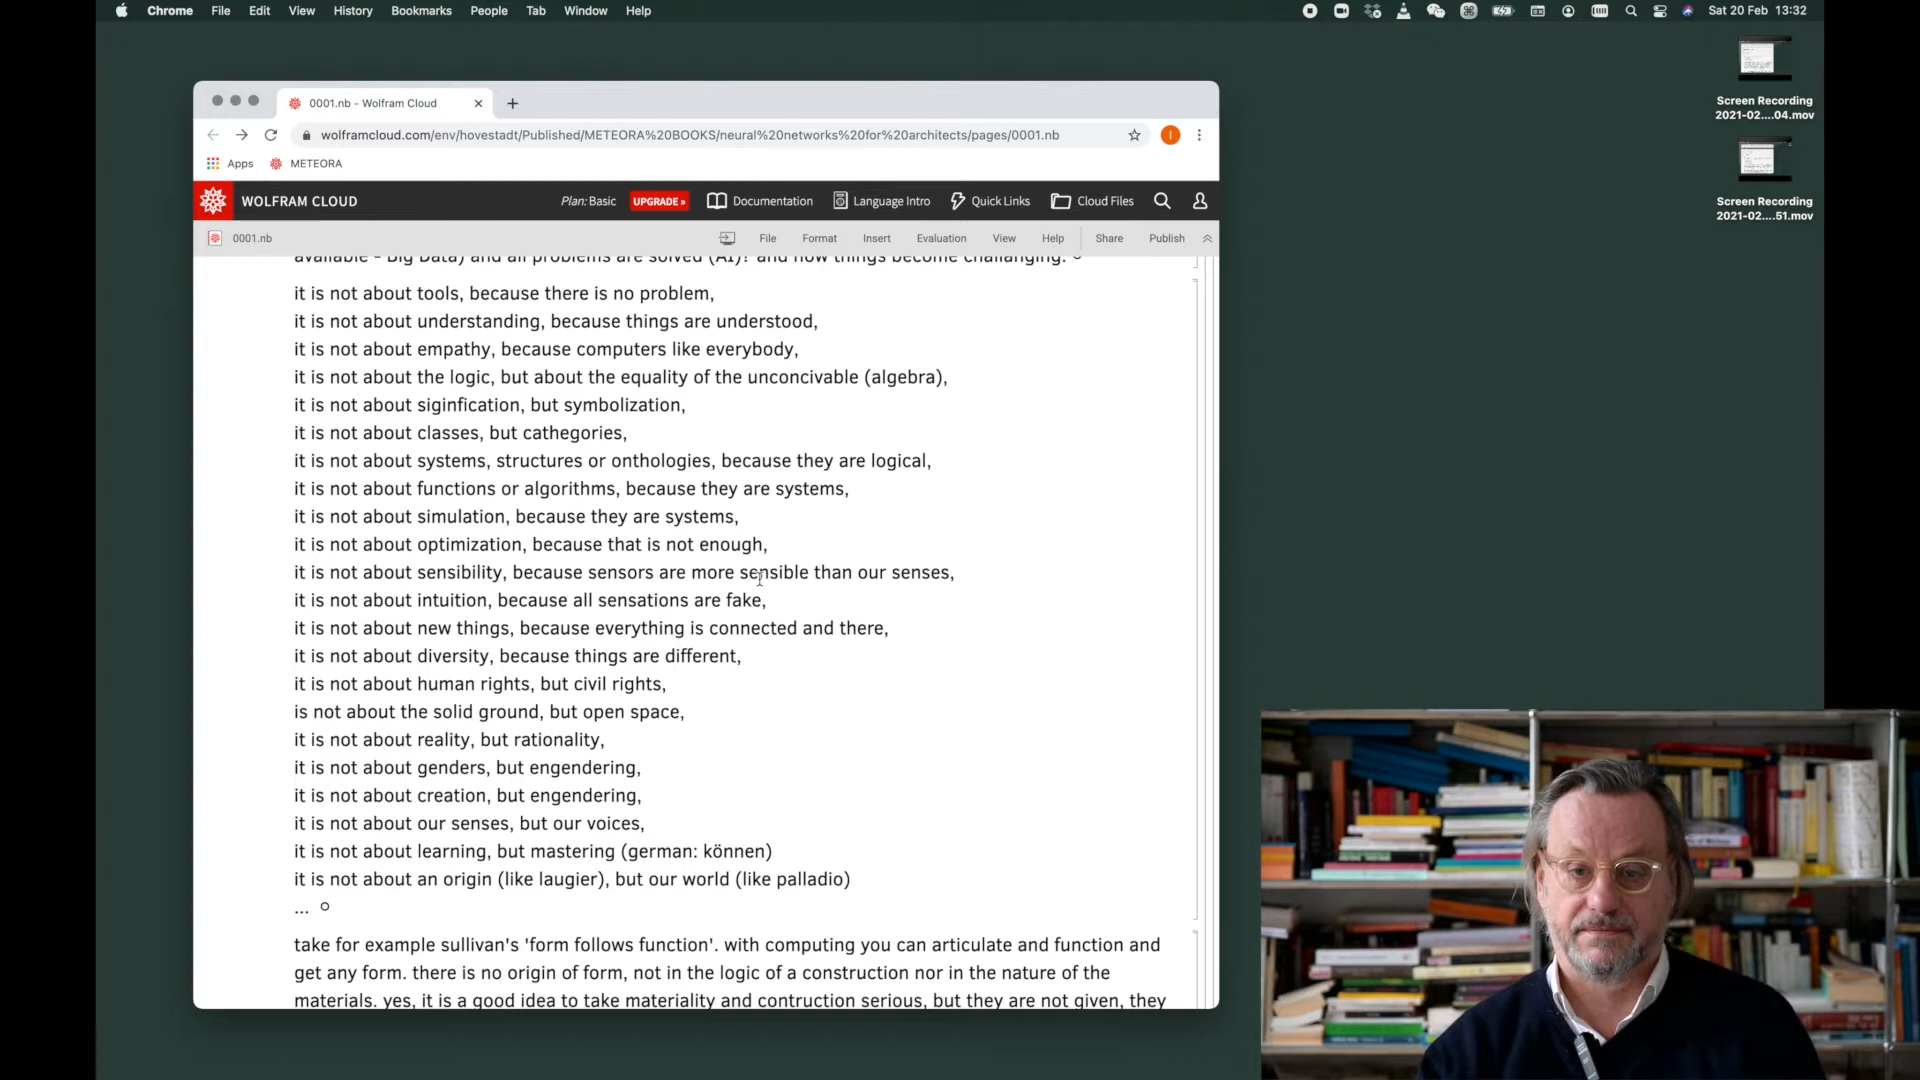 Chrome File Edit View History Bookmarks People Tab Window Help
Sat 20 Feb 13:32
Screen Recording
2021-02....04.mov
Screen Recording
2021-02....51.mov
0001.nb - Wolfram Cloud
wolframcloud.com/env/hovestadt/Published/METEORA%20BOOKS/neural%20networks%20for%20architects/pages/0001.nb
I
Apps METEORA
WOLFRAM CLOUD Plan: Basic UPGRADE » Documentation Language Intro Quick Links Cloud Files
0001.nb File Format Insert Evaluation View Help Share Publish
available - Big Data) and all problems are solved (AI)! and now things become challanging.
it is not about tools, because there is no problem,
it is not about understanding, because things are understood,
it is not about empathy, because computers like everybody,
it is not about the logic, but about the equality of the unconcivable (algebra),
it is not about siginfication, but symbolization,
it is not about classes, but cathegories,
it is not about systems, structures or onthologies, because they are logical,
it is not about functions or algorithms, because they are systems,
it is not about simulation, because they are systems,
it is not about optimization, because that is not enough,
it is not about sensibility, because sensors are more sensible than our senses,
it is not about intuition, because all sensations are fake,
it is not about new things, because everything is connected and there,
it is not about diversity, because things are different,
it is not about human rights, but civil rights,
is not about the solid ground, but open space,
it is not about reality, but rationality,
it is not about genders, but engendering,
it is not about creation, but engendering,
it is not about our senses, but our voices,
it is not about learning, but mastering (german: können)
it is not about an origin (like laugier), but our world (like palladio)
...
take for example sullivan's 'form follows function'. with computing you can articulate and function and
get any form. there is no origin of form, not in the logic of a construction nor in the nature of the
materials. yes, it is a good idea to take materiality and contruction serious, but they are not given, they